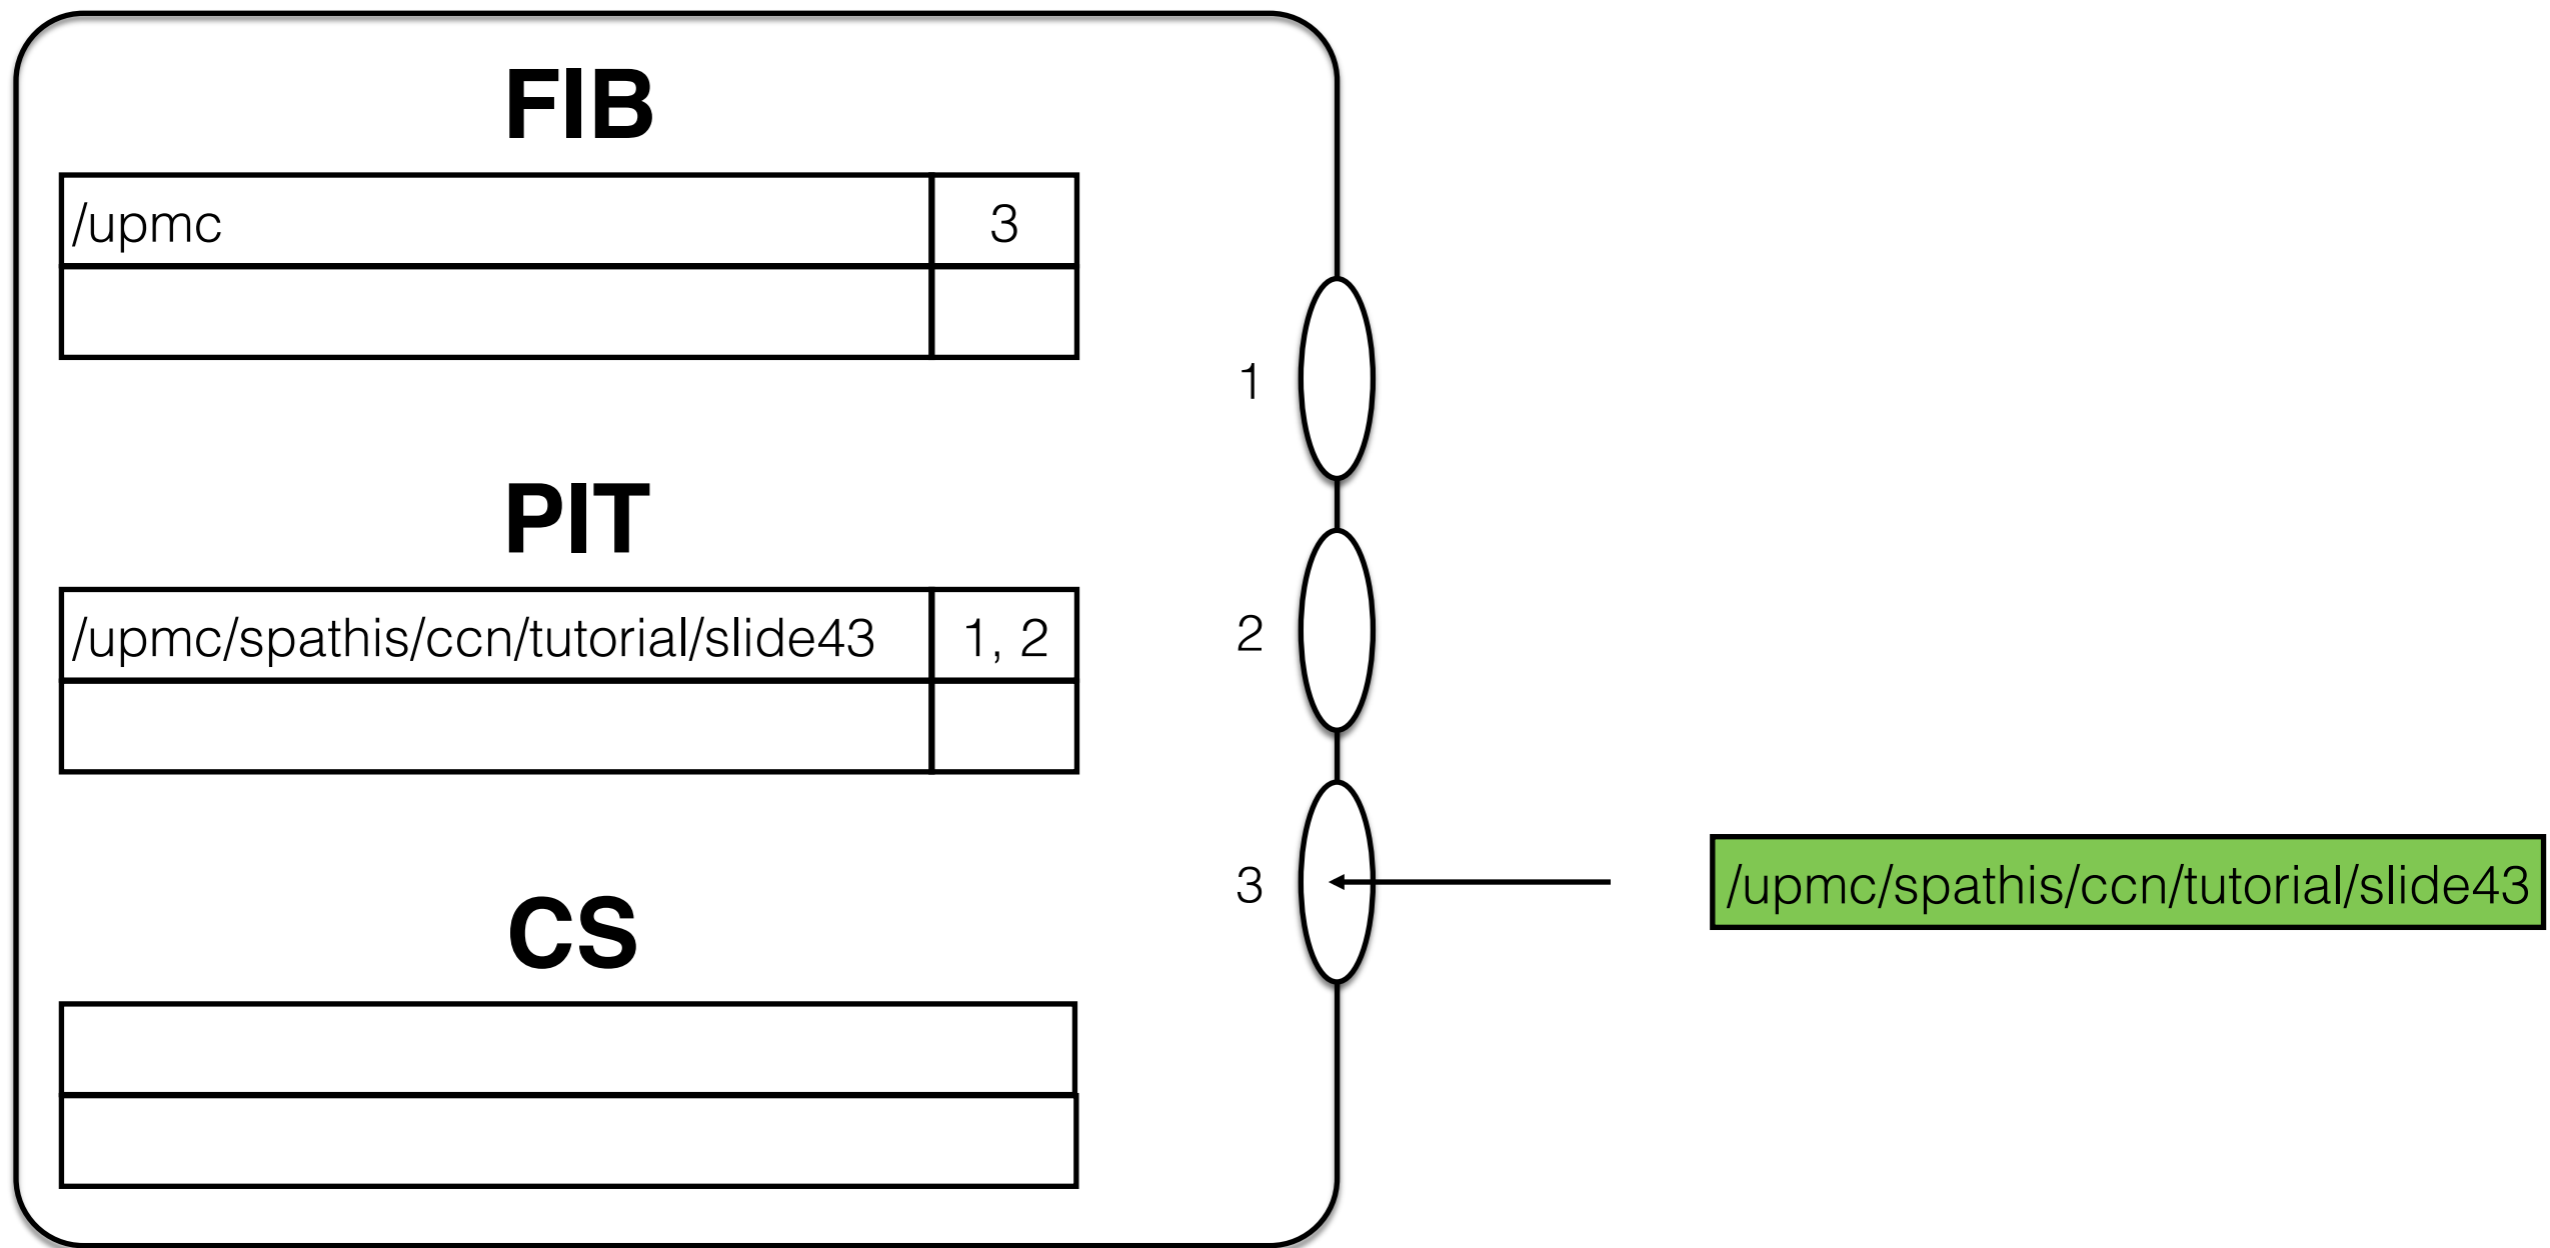 FIB
/upmc 3
1
PIT
/upmc/spathis/ccn/tutorial/slide43 1, 2
2
CS
3
/upmc/spathis/ccn/tutorial/slide43